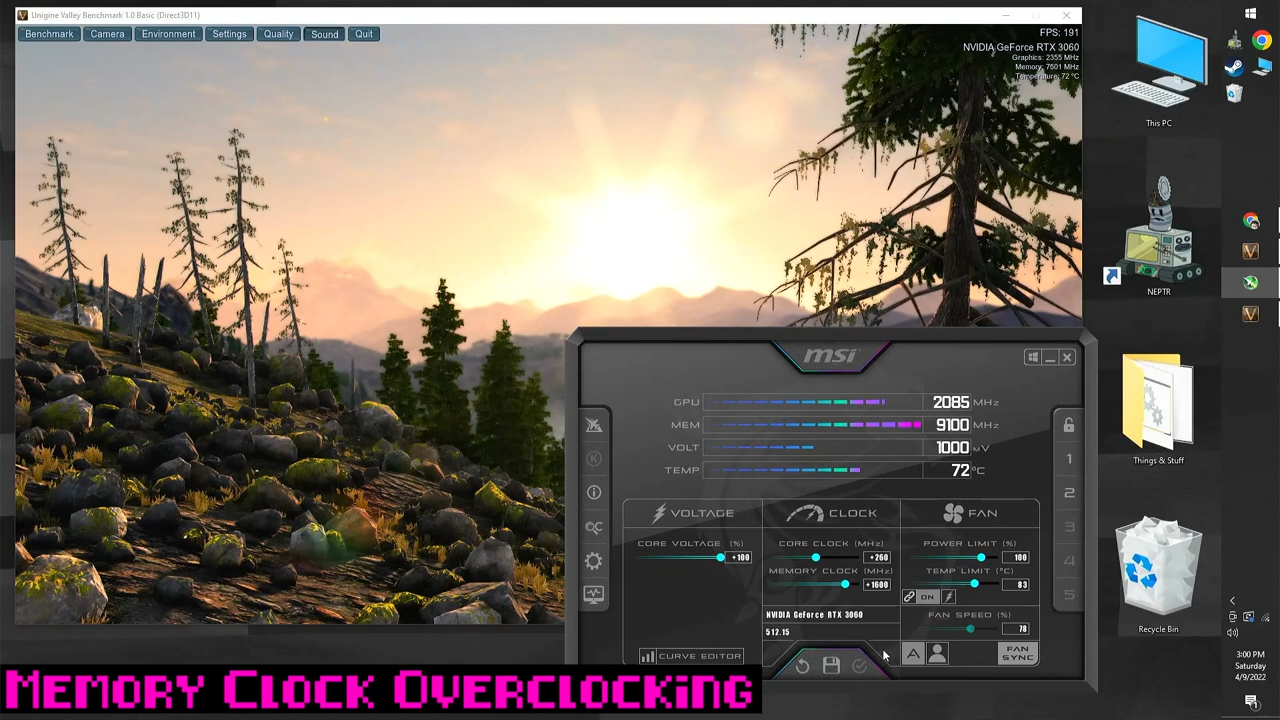 Unigine Valley Benchmark 1.0 Basic (Direct3D11)
Benchmark Camera Environment Settings Quality Sound Quit
FPS: 191
NVIDIA GeForce RTX 3060
Graphics: 2355 MHz
Memory: 7501 MHz
Temperature: 72 °C
This PC
NEPTR
Things & Stuff
Recycle Bin
3:00 PM
Saturday
4/9/2022
msi
GPU 2085 MHz
MEM 9100 MHz
VOLT 1000 mV
TEMP 72 °C
VOLTAGE CLOCK FAN
CORE VOLTAGE (%) +100
CORE CLOCK (MHz) +260
MEMORY CLOCK (MHz) +1600
NVIDIA GeForce RTX 3060
512.15
POWER LIMIT (%) 100
TEMP LIMIT (°C) 83
ON
FAN SPEED (%) 78
A
FAN SYNC
CURVE EDITOR
K
OC
1
2
3
4
5
Memory Clock Overclocking